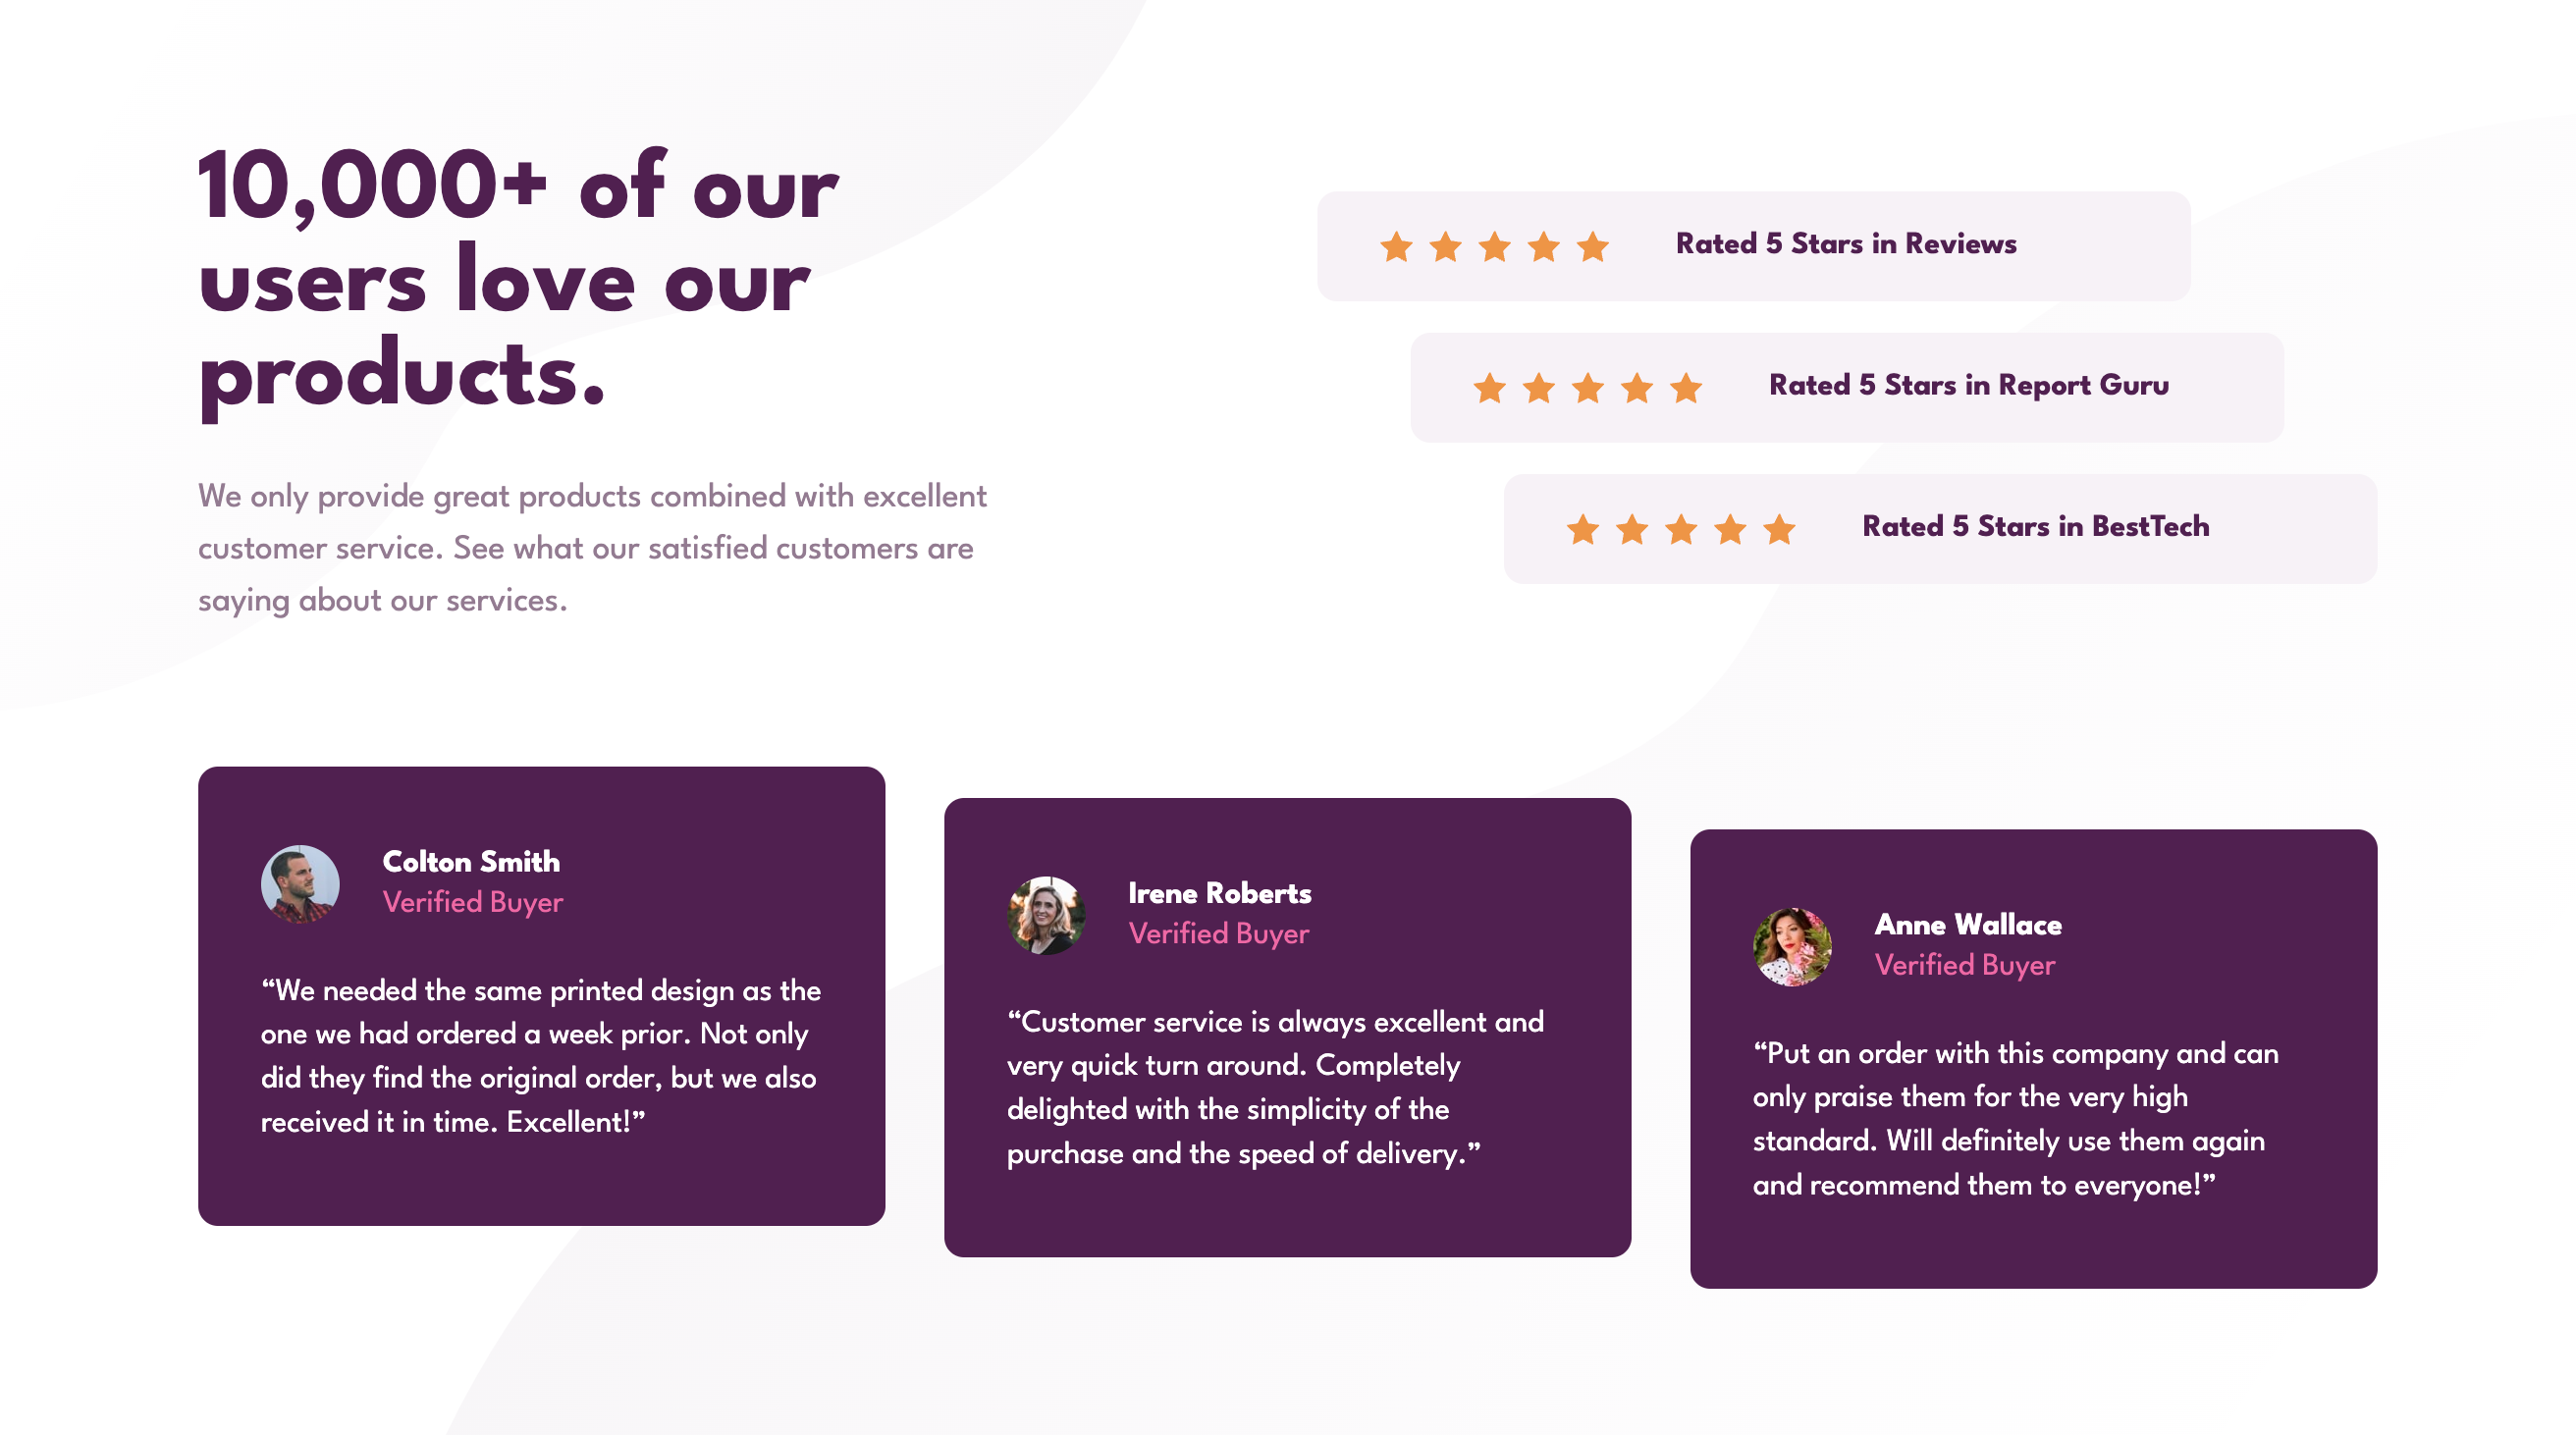 10,000+ of our
users love our
products.
We only provide great products combined with excellent
customer service. See what our satisfied customers are
saying about our services.
Rated 5 Stars in Reviews
Rated 5 Stars in Report Guru
Rated 5 Stars in BestTech
Colton Smith
Verified Buyer
“We needed the same printed design as the
one we had ordered a week prior. Not only
did they find the original order, but we also
received it in time. Excellent!”
Irene Roberts
Verified Buyer
“Customer service is always excellent and
very quick turn around. Completely
delighted with the simplicity of the
purchase and the speed of delivery.”
Anne Wallace
Verified Buyer
“Put an order with this company and can
only praise them for the very high
standard. Will definitely use them again
and recommend them to everyone!”